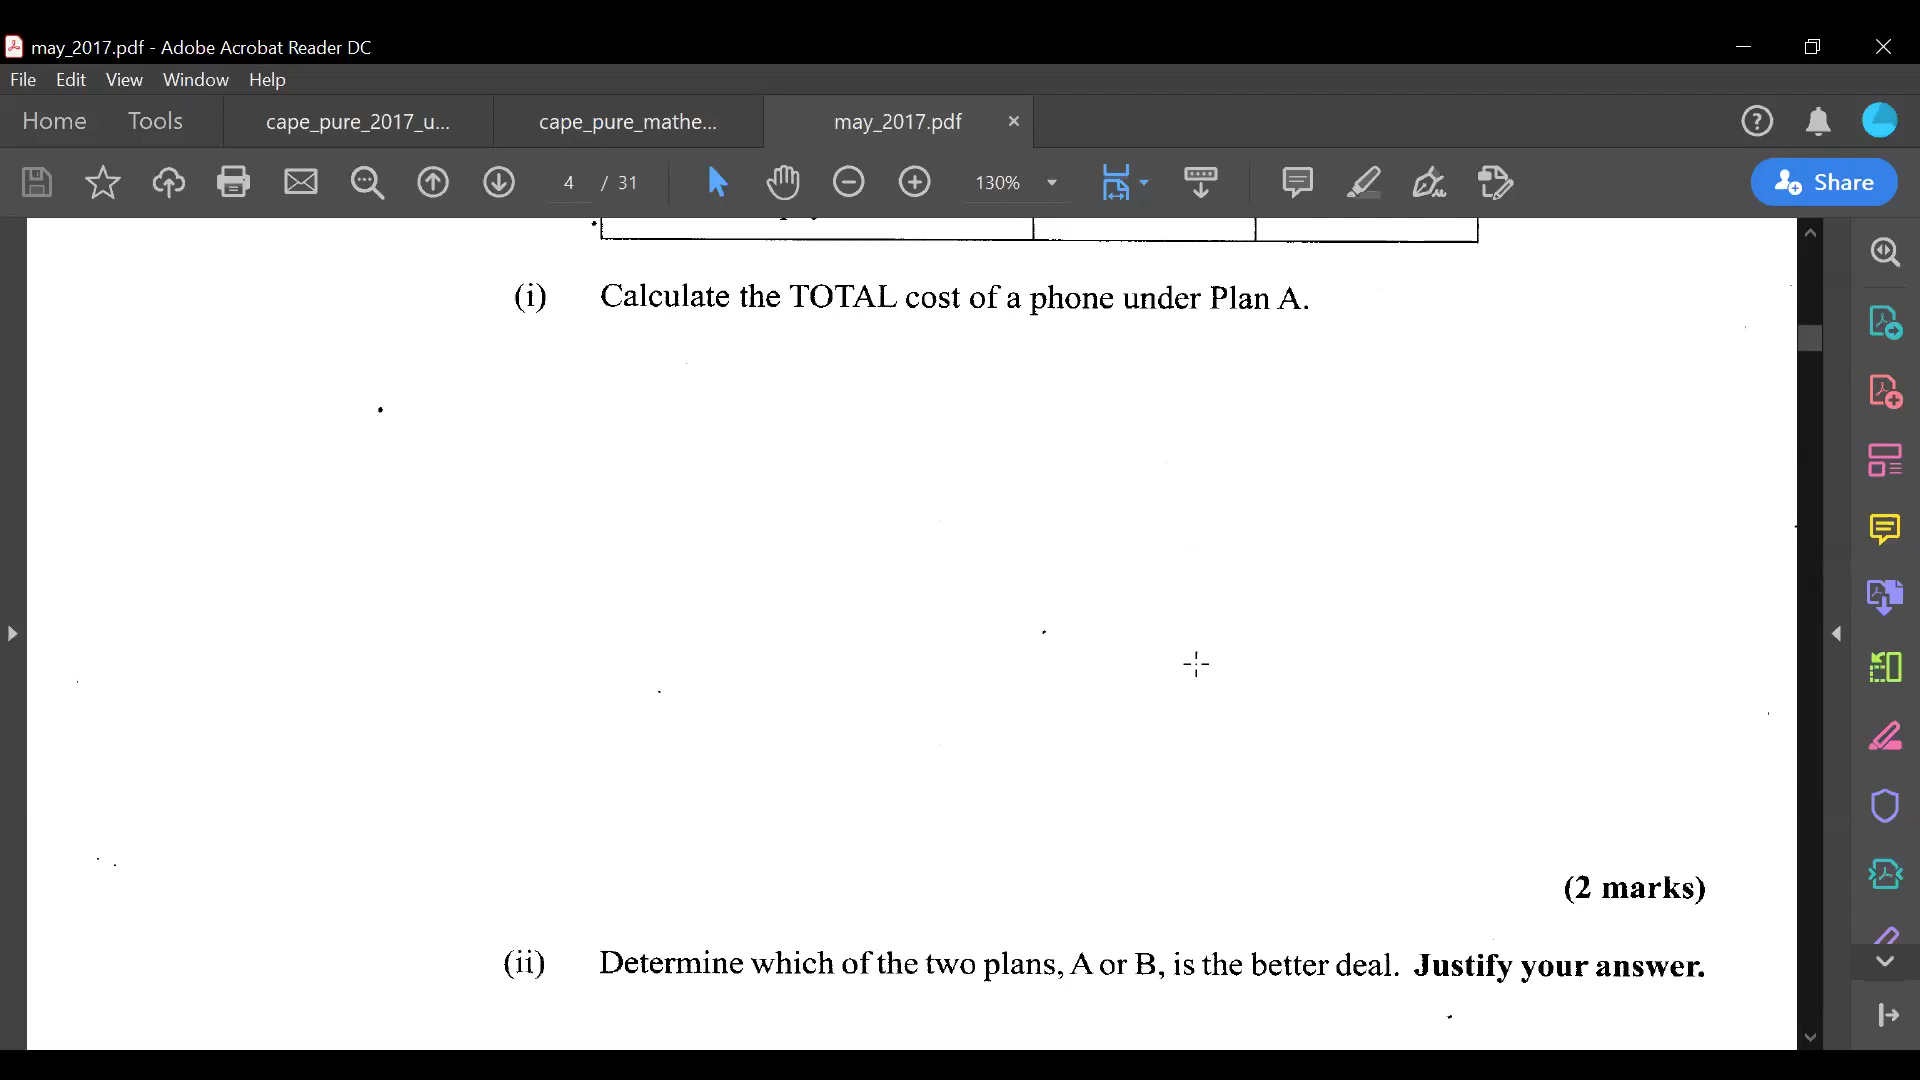 may_2017.pdf - Adobe Acrobat Reader DC
File Edit View Window Help
Home Tools cape_pure_2017_u... cape_pure_mathe... may_2017.pdf
4 / 31 130% Share
(i) Calculate the TOTAL cost of a phone under Plan A.
(2 marks)
(ii) Determine which of the two plans, A or B, is the better deal. Justify your answer.